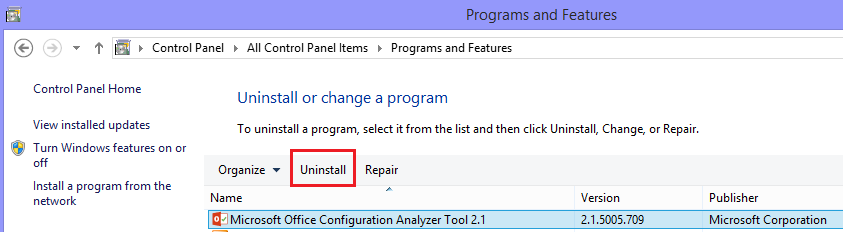 Programs and Features
Control Panel > All Control Panel Items > Programs and Features
Control Panel Home
View installed updates
Turn Windows features on or
off
Install a program from the
network
Uninstall or change a program
To uninstall a program, select it from the list and then click Uninstall, Change, or Repair.
Organize Uninstall Repair
Name Version Publisher
Microsoft Office Configuration Analyzer Tool 2.1 2.1.5005.709 Microsoft Corporation